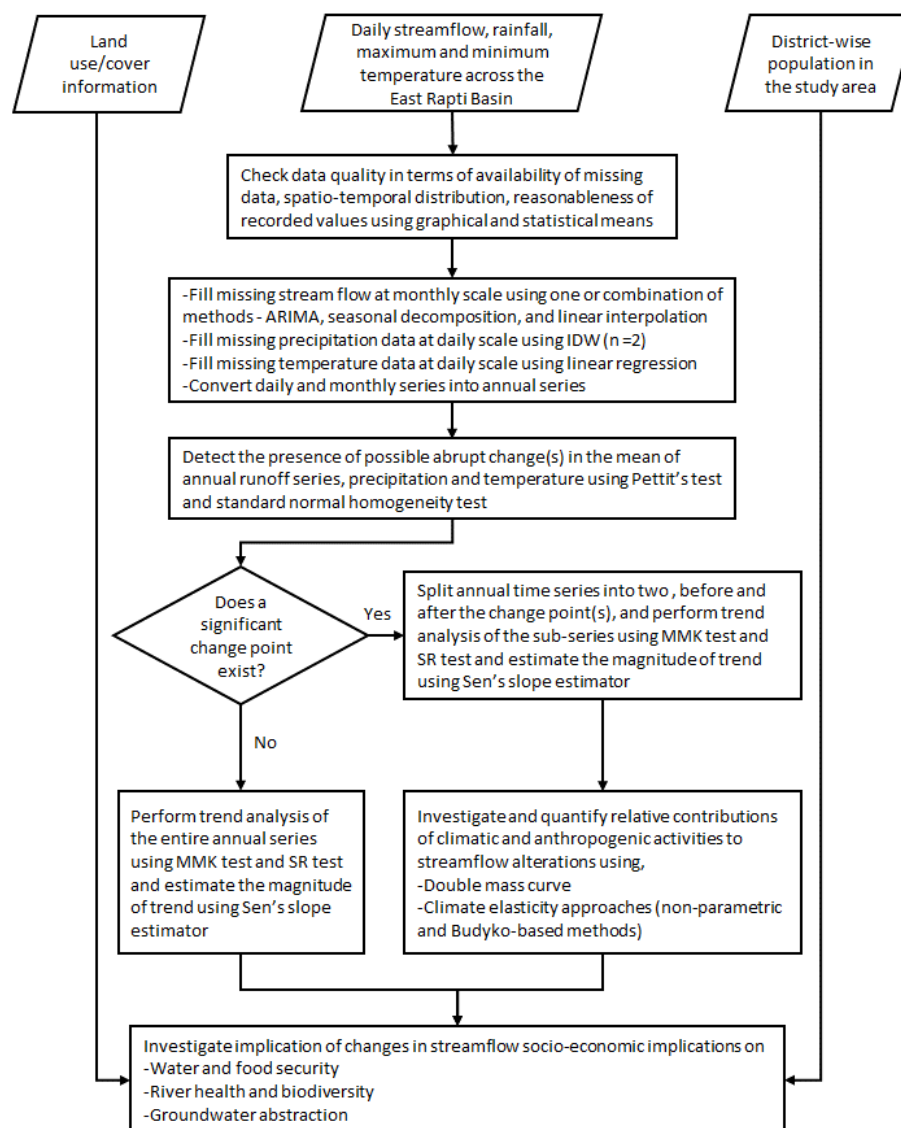 Land
use/cover
information
Daily streamflow, rainfall,
maximum and minimum
temperature across the
East Rapti Basin
District-wise
population in
the study area
Check data quality in terms of availability of missing
data, spatio-temporal distribution, reasonableness of
recorded values using graphical and statistical means
-Fill missing stream flow at monthly scale using one or combination of
methods - ARIMA, seasonal decomposition, and linear interpolation
-Fill missing precipitation data at daily scale using IDW (n =2)
-Fill missing temperature data at daily scale using linear regression
-Convert daily and monthly series into annual series
Detect the presence of possible abrupt change(s) in the mean of
annual runoff series, precipitation and temperature using Pettit's test
and standard normal homogeneity test
Does a
significant
change point
exist?
Yes
Split annual time series into two , before and
after the change point(s), and perform trend
analysis of the sub-series using MMK test and
SR test and estimate the magnitude of trend
using Sen's slope estimator
No
Perform trend analysis of
the entire annual series
using MMK test and SR test
and estimate the magnitude
of trend using Sen's slope
estimator
Investigate and quantify relative contributions
of climatic and anthropogenic activities to
streamflow alterations using,
-Double mass curve
-Climate elasticity approaches (non-parametric
and Budyko-based methods)
Investigate implication of changes in streamflow socio-economic implications on
-Water and food security
-River health and biodiversity
-Groundwater abstraction